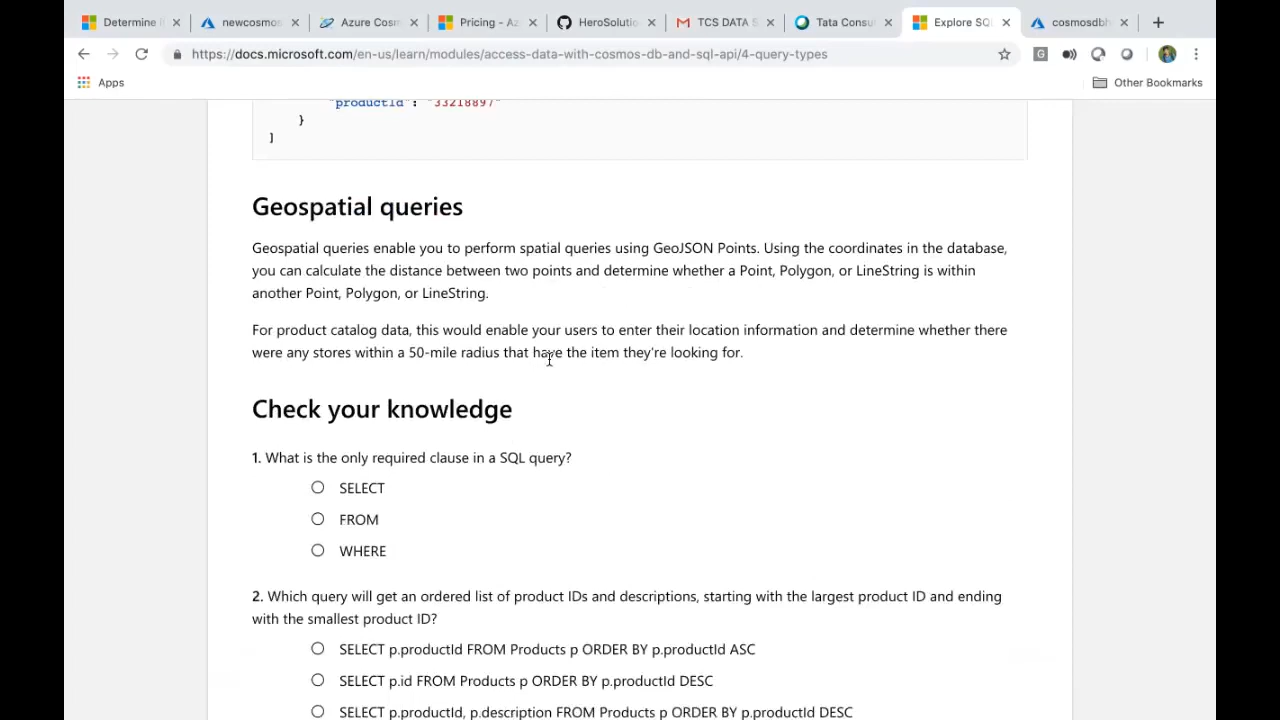 Determine i
newcosmos
Azure Cosm
Pricing - Az
HeroSolutio
TCS DATA S
Tata Consu
Explore SQL
cosmosdbh
https://docs.microsoft.com/en-us/learn/modules/access-data-with-cosmos-db-and-sql-api/4-query-types
Apps
Other Bookmarks
"productId": "33218897"
}
]
Geospatial queries
Geospatial queries enable you to perform spatial queries using GeoJSON Points. Using the coordinates in the database,
you can calculate the distance between two points and determine whether a Point, Polygon, or LineString is within
another Point, Polygon, or LineString.
For product catalog data, this would enable your users to enter their location information and determine whether there
were any stores within a 50-mile radius that have the item they're looking for.
Check your knowledge
1. What is the only required clause in a SQL query?
SELECT
FROM
WHERE
2. Which query will get an ordered list of product IDs and descriptions, starting with the largest product ID and ending
with the smallest product ID?
SELECT p.productId FROM Products p ORDER BY p.productId ASC
SELECT p.id FROM Products p ORDER BY p.productId DESC
SELECT p.productId, p.description FROM Products p ORDER BY p.productId DESC